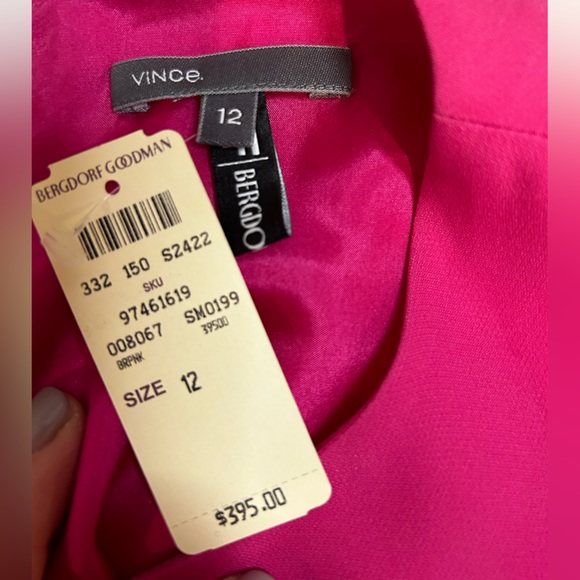 VINCe.
12
BERGDO
BERGDORF GOODMAN
332 150 S2422
SKU
97461619
008067 SM0199
BRPNK 39500
SIZE 12
$395.00